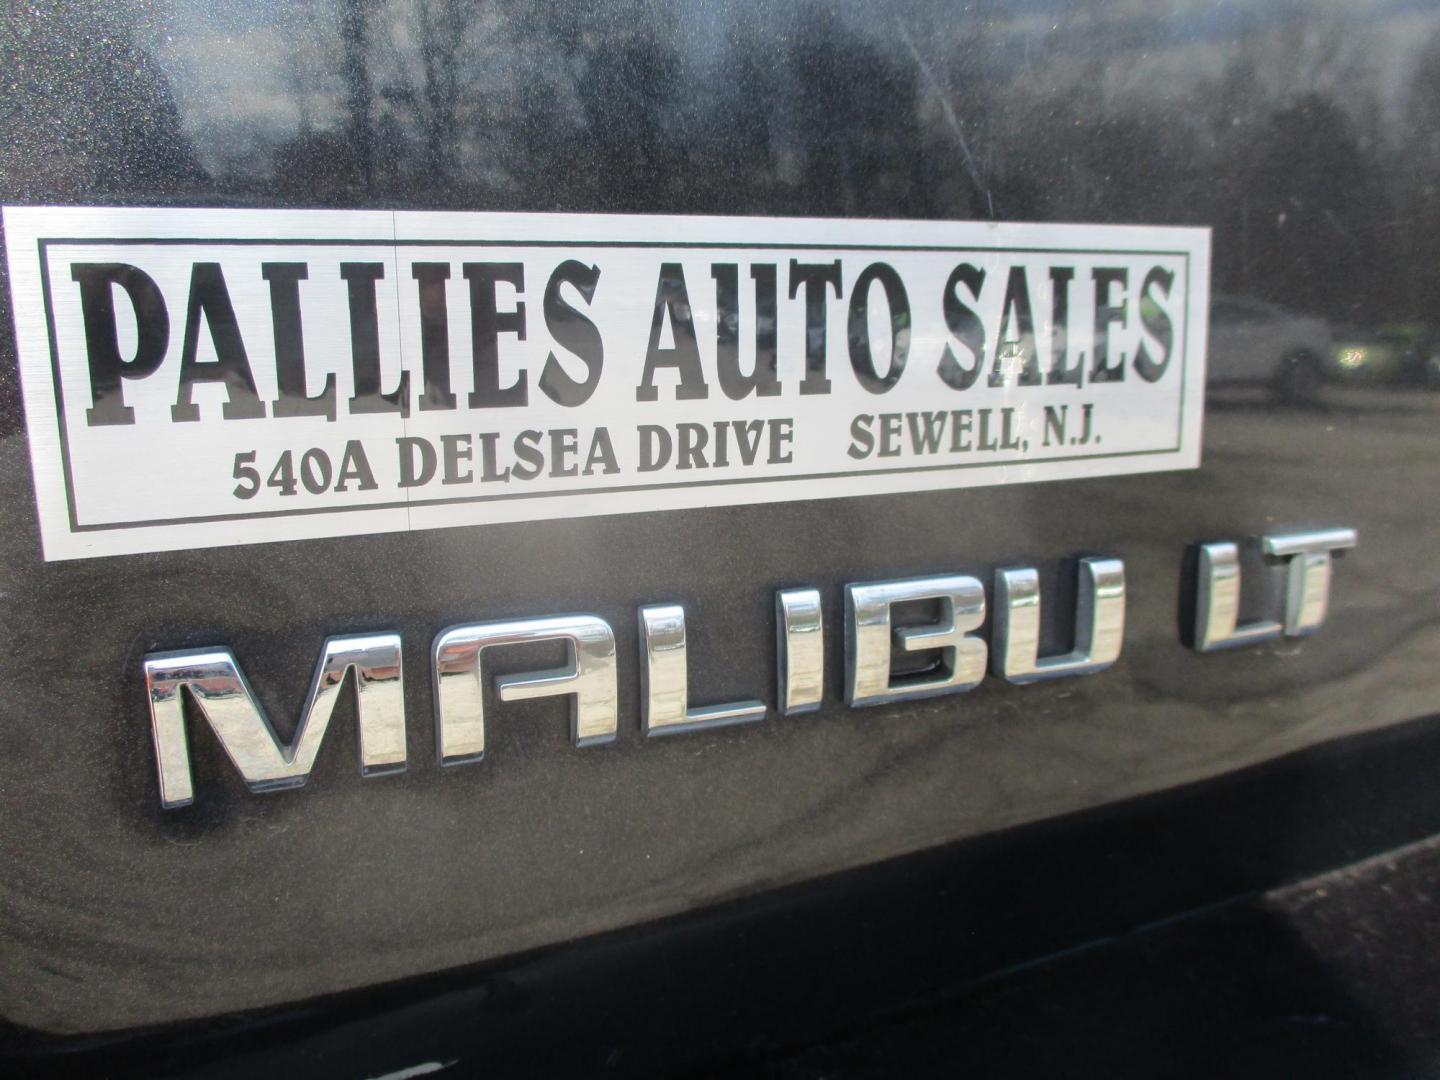 PALLIES AUTO SALES
540A DELSEA DRIVE SEWELL, N.J.
MALIBU LT